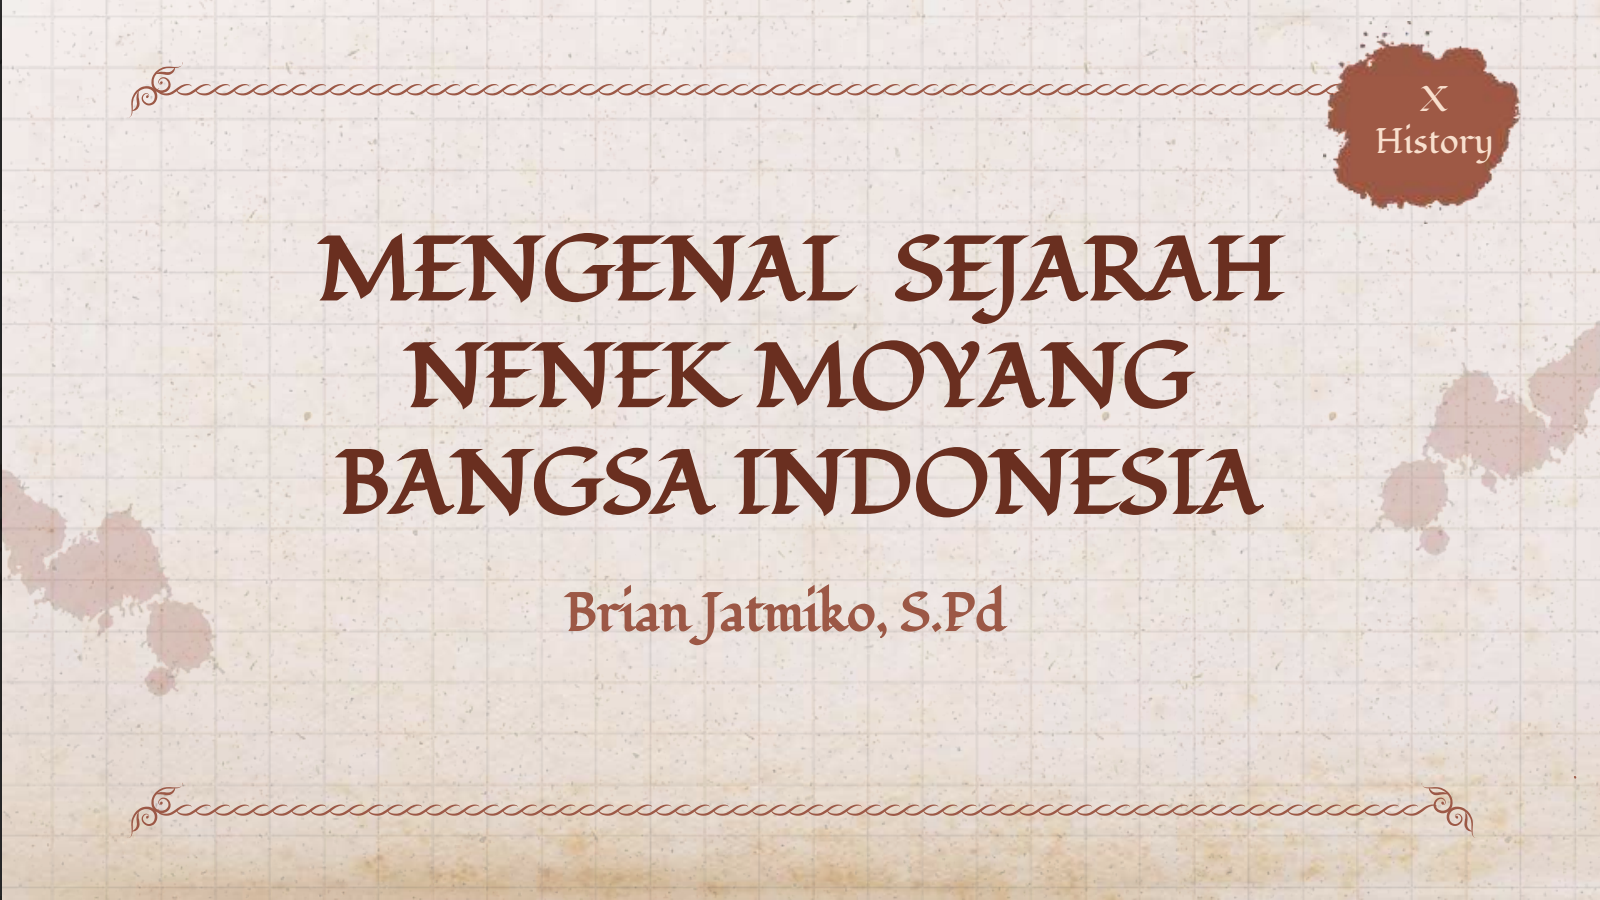 X
History
MENGENAL SEJARAH
NENEK MOYANG
BANGSA INDONESIA
Brian Jatmiko, S.Pd